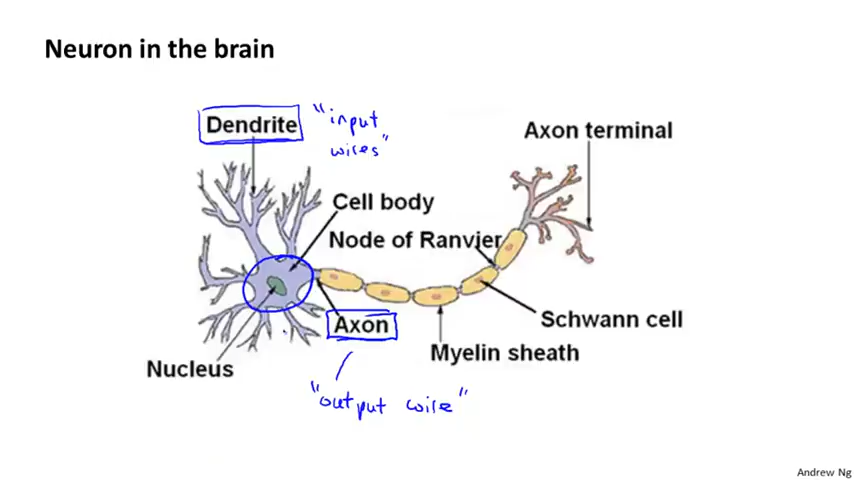 Neuron in the brain
Dendrite
"input
wires"
Axon terminal
Cell body
Node of Ranvier
Axon
Schwann cell
Myelin sheath
Nucleus
"output wire"
Andrew Ng